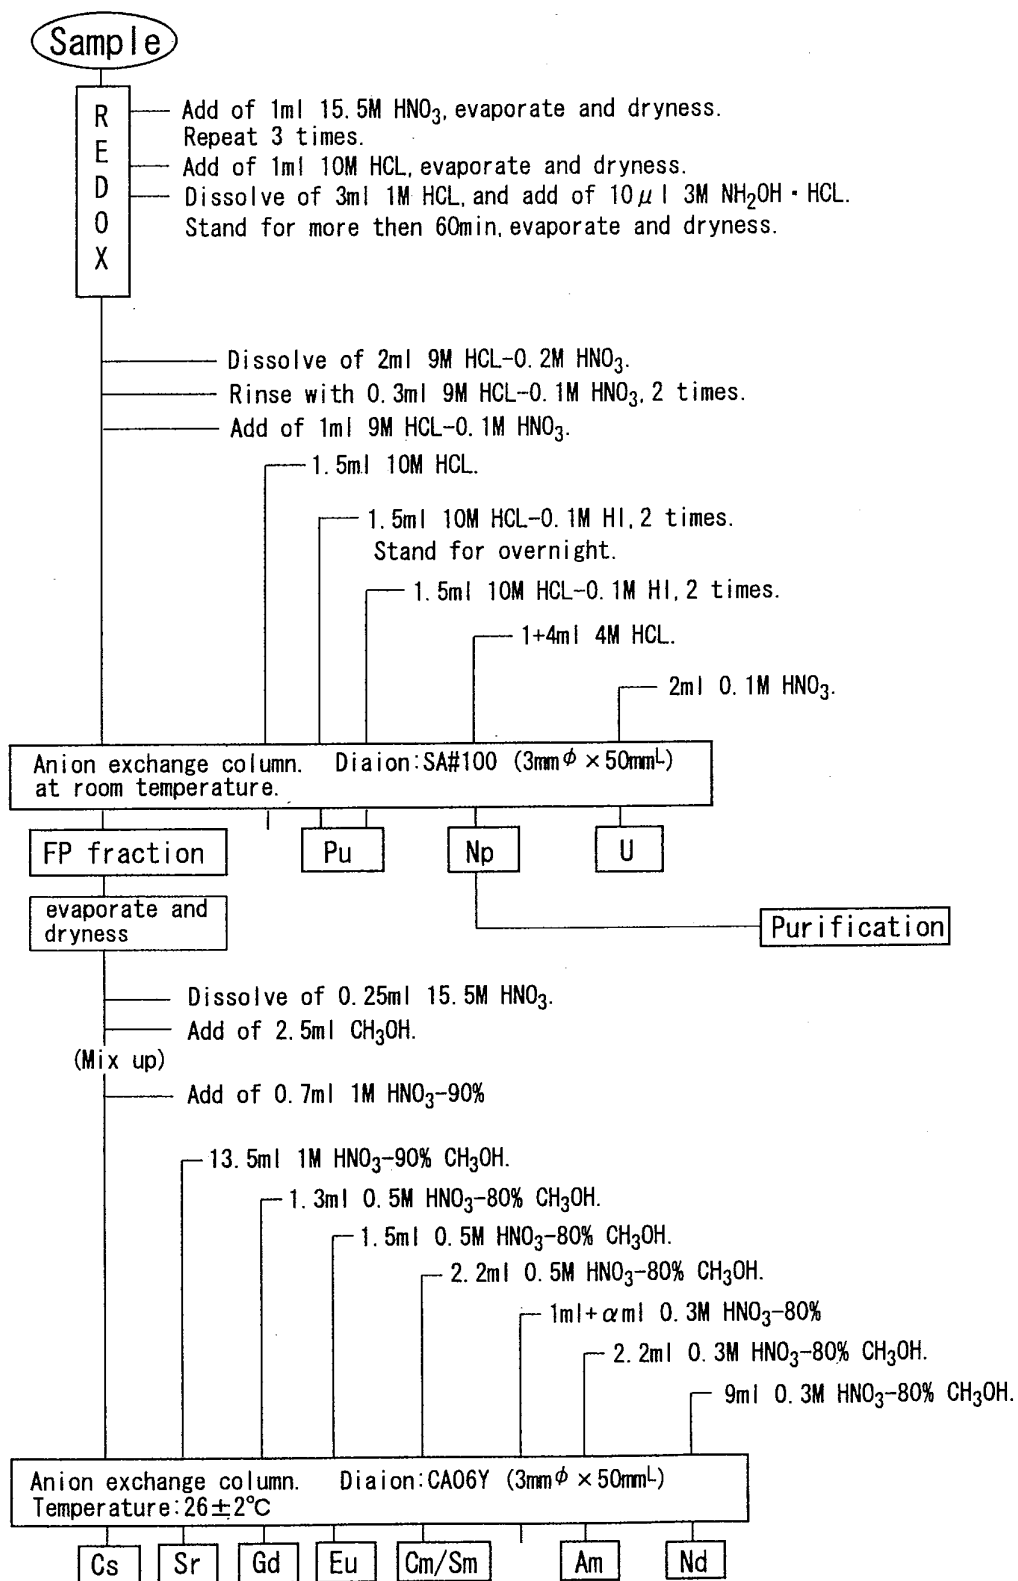 Sample
REDOX
Add of 1ml 15.5M HNO₃, evaporate and dryness.
Repeat 3 times.
Add of 1ml 10M HCL, evaporate and dryness.
Dissolve of 3ml 1M HCL, and add of 10μl 3M NH₂OH・HCL.
Stand for more then 60min, evaporate and dryness.
Dissolve of 2ml 9M HCL-0.2M HNO₃.
Rinse with 0.3ml 9M HCL-0.1M HNO₃, 2 times.
Add of 1ml 9M HCL-0.1M HNO₃.
1.5ml 10M HCL.
1.5ml 10M HCL-0.1M HI, 2 times.
Stand for overnight.
1.5ml 10M HCL-0.1M HI, 2 times.
1+4ml 4M HCL.
2ml 0.1M HNO₃.
Anion exchange column. Diaion:SA#100 (3mmφ×50mmL)
at room temperature.
FP fraction
Pu
Np
U
evaporate and
dryness
Purification
Dissolve of 0.25ml 15.5M HNO₃.
Add of 2.5ml CH₃OH.
(Mix up)
Add of 0.7ml 1M HNO₃-90%
13.5ml 1M HNO₃-90% CH₃OH.
1.3ml 0.5M HNO₃-80% CH₃OH.
1.5ml 0.5M HNO₃-80% CH₃OH.
2.2ml 0.5M HNO₃-80% CH₃OH.
1ml+αml 0.3M HNO₃-80%
2.2ml 0.3M HNO₃-80% CH₃OH.
9ml 0.3M HNO₃-80% CH₃OH.
Anion exchange column. Diaion:CA06Y (3mmφ×50mmL)
Temperature:26±2℃
Cs
Sr
Gd
Eu
Cm/Sm
Am
Nd